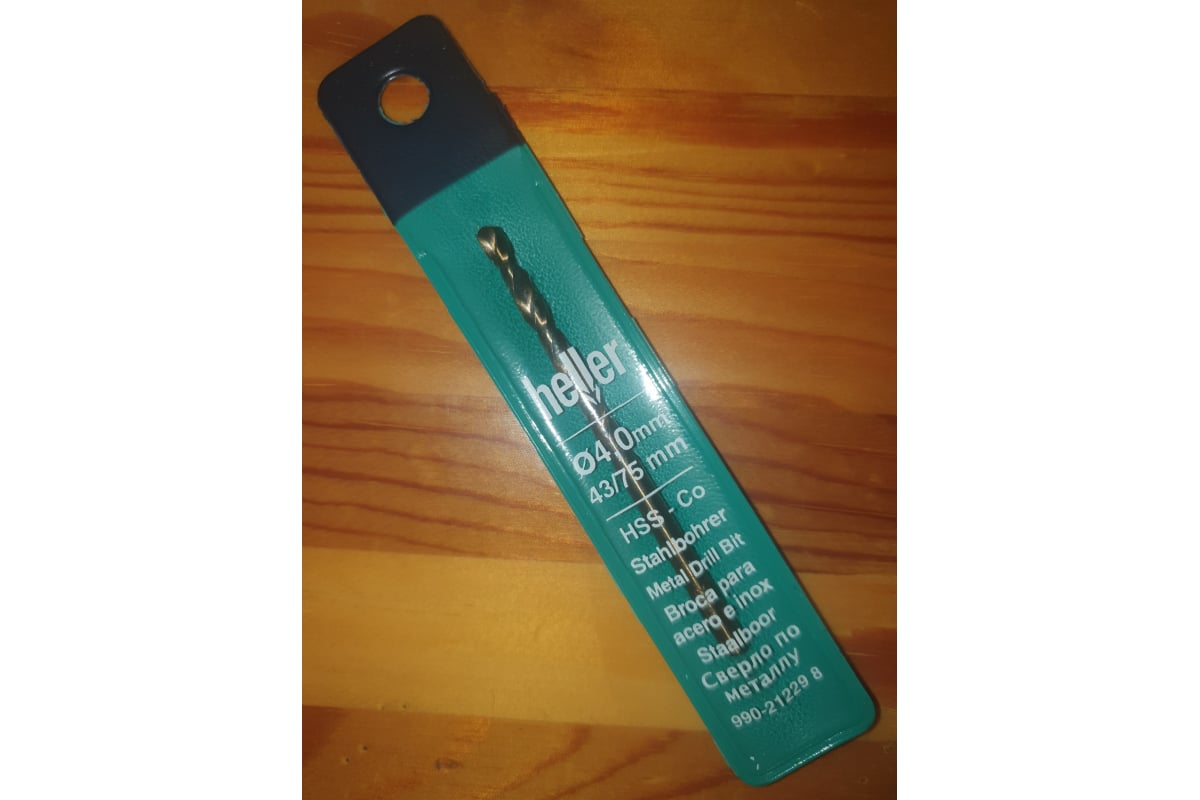 heller
Ø4,0mm
43/75 mm
HSS - Co
Stahlbohrer
Metal Drill Bit
Broca para
acero e inox
Staalboor
Сверло по
металлу
990-21229 8